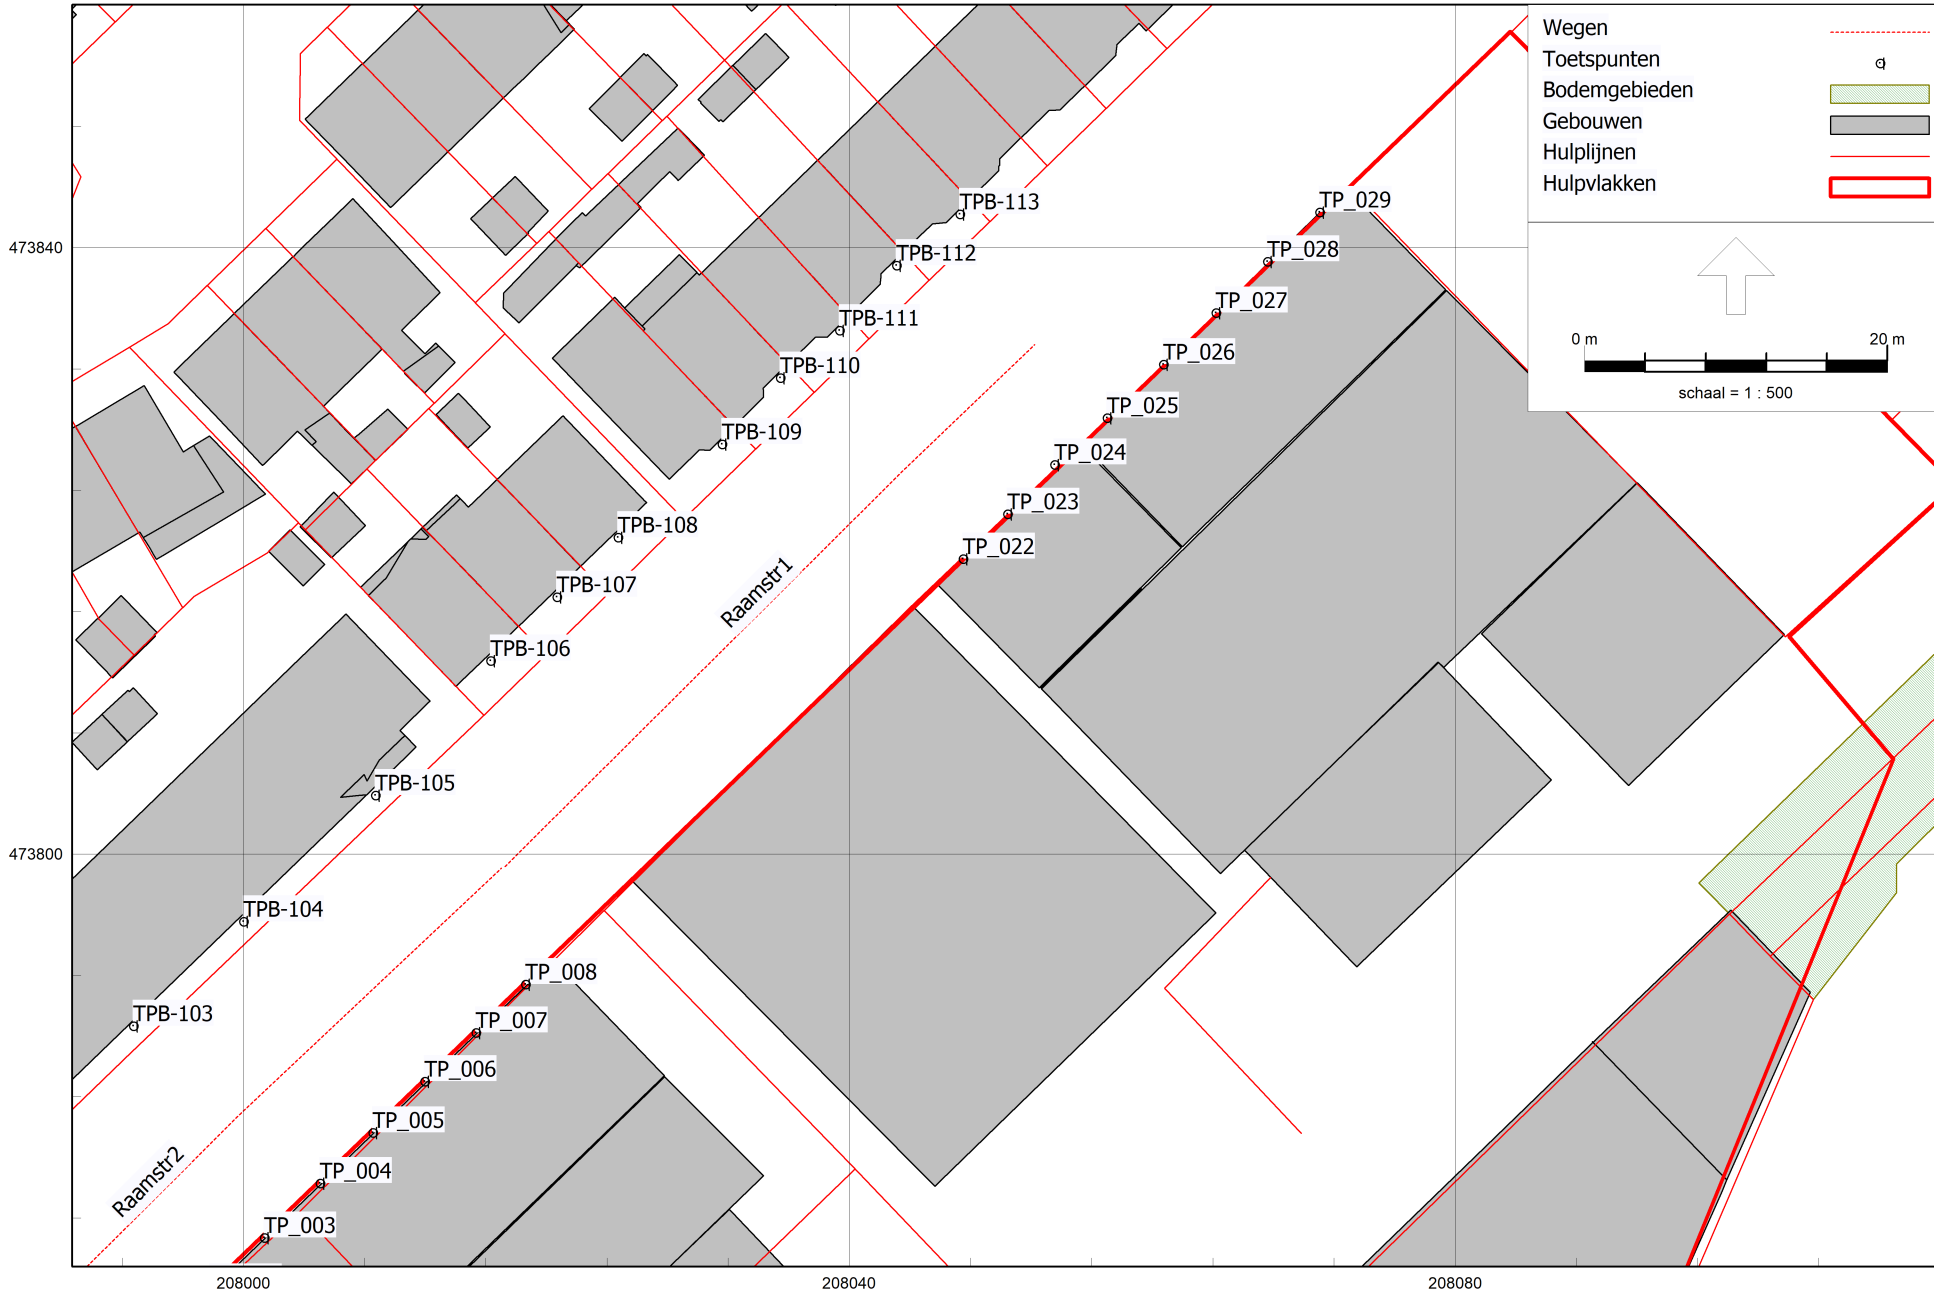 Wegen
Toetspunten
Bodemgebieden
Gebouwen
Hulplijnen
Hulpvlakken
0 m
20 m
schaal = 1 : 500
TP_029
TPB-113
TP_028
473840
TPB-112
TP_027
TPB-111
TP_026
TPB-110
TP_025
TPB-109
TP_024
TP_023
TPB-108
TP_022
TPB-107
Raamstr1
TPB-106
TPB-105
473800
TPB-104
TP_008
TPB-103
TP_007
TP_006
TP_005
TP_004
Raamstr2
TP_003
208000
208040
208080